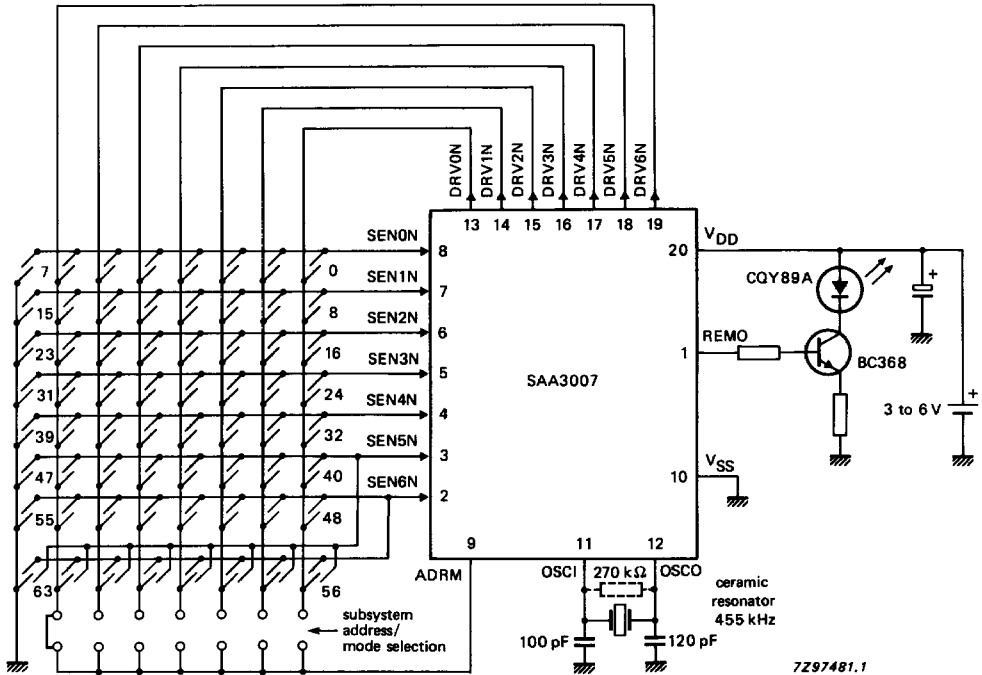 DRV0N
DRV1N
DRV2N
DRV3N
DRV4N
DRV5N
DRV6N
13 14 15 16 17 18 19
SEN0N 8
7 0
SEN1N 7
15 8
SEN2N 6
23 16
SEN3N 5
31 24
SEN4N 4
39 32
SEN5N 3
47 40
SEN6N 2
55 48
63 56
SAA3007
20 VDD
CQY89A
+
REMO
1
BC368
3 to 6 V
+
10 VSS
9
ADRM
11 12
OSCI 270 kΩ OSCO
100 pF 120 pF
ceramic
resonator
455 kHz
subsystem
address/
mode selection
7Z97481.1